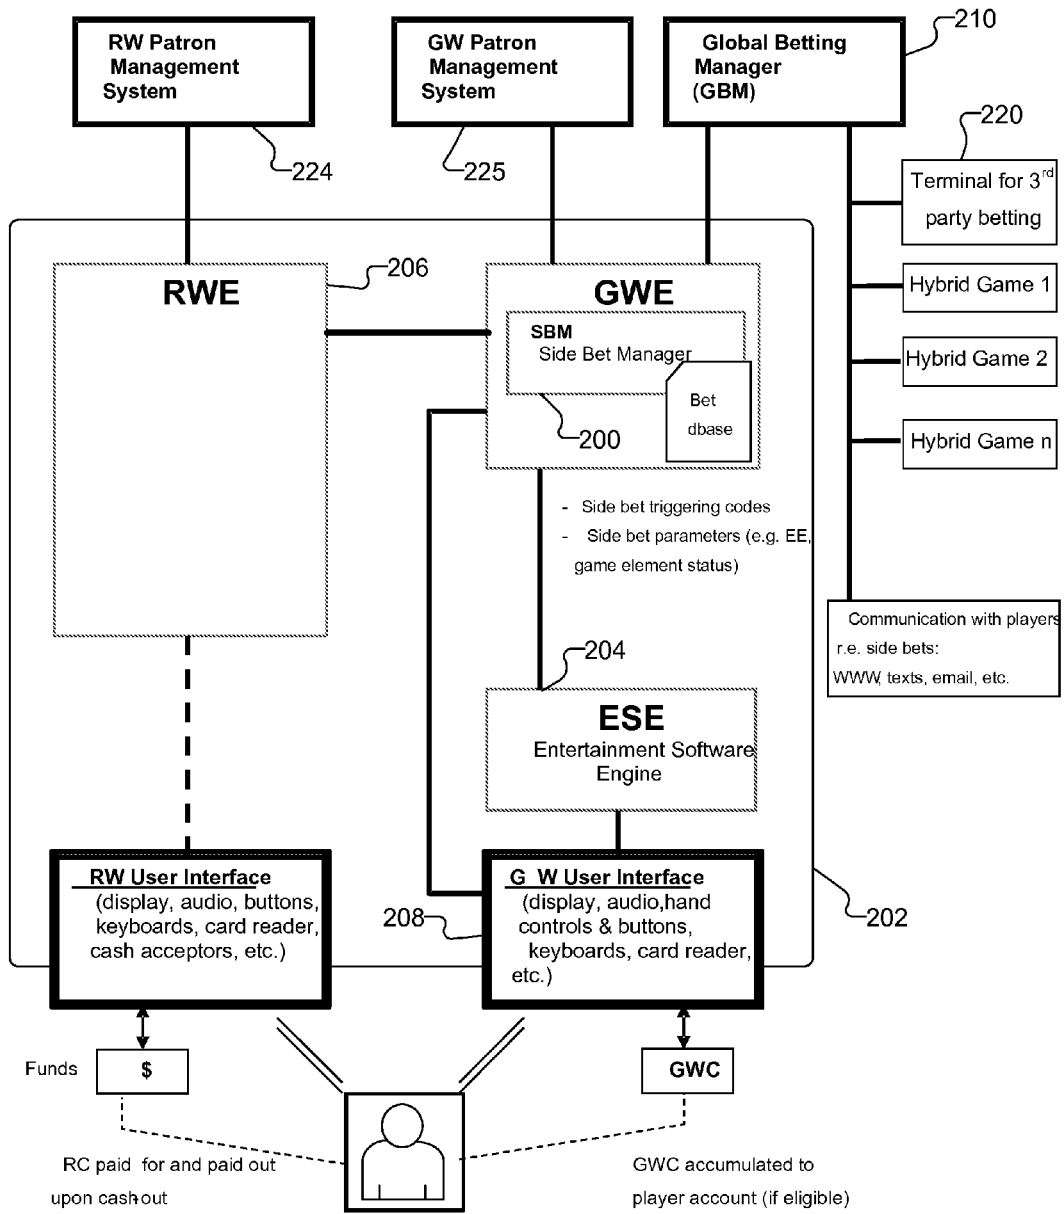 RW Patron
Management
System
224
GW Patron
Management
System
225
Global Betting
Manager
(GBM)
210
220
Terminal for 3rd
party betting
Hybrid Game 1
Hybrid Game 2
Hybrid Game n
Communication with players
r.e. side bets:
WWW, texts, email, etc.
RWE
206
GWE
SBM
Side Bet Manager
Bet
dbase
200
- Side bet triggering codes
- Side bet parameters (e.g. EE,
game element status)
204
ESE
Entertainment Software
Engine
RW User Interface
(display, audio, buttons,
keyboards, card reader,
cash acceptors, etc.)
208
G W User Interface
(display, audio,hand
controls & buttons,
keyboards, card reader,
etc.)
202
Funds
$
GWC
RC paid for and paid out
upon cash-out
GWC accumulated to
player account (if eligible)